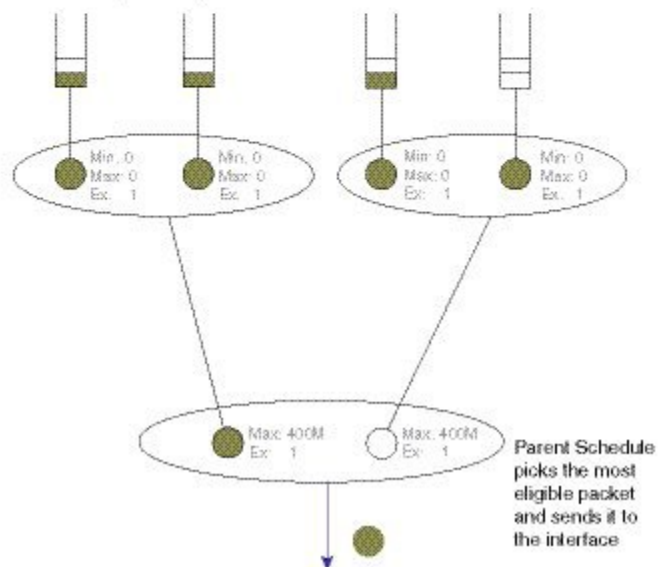 Min: 0
Max: 0
Ex: 1
Min: 0
Max: 0
Ex: 1
Min: 0
Max: 0
Ex: 1
Min: 0
Max: 0
Ex: 1
Max: 400M
Ex: 1
Max: 400M
Ex: 1
Parent Schedule
picks the most
eligible packet
and sends it to
the interface